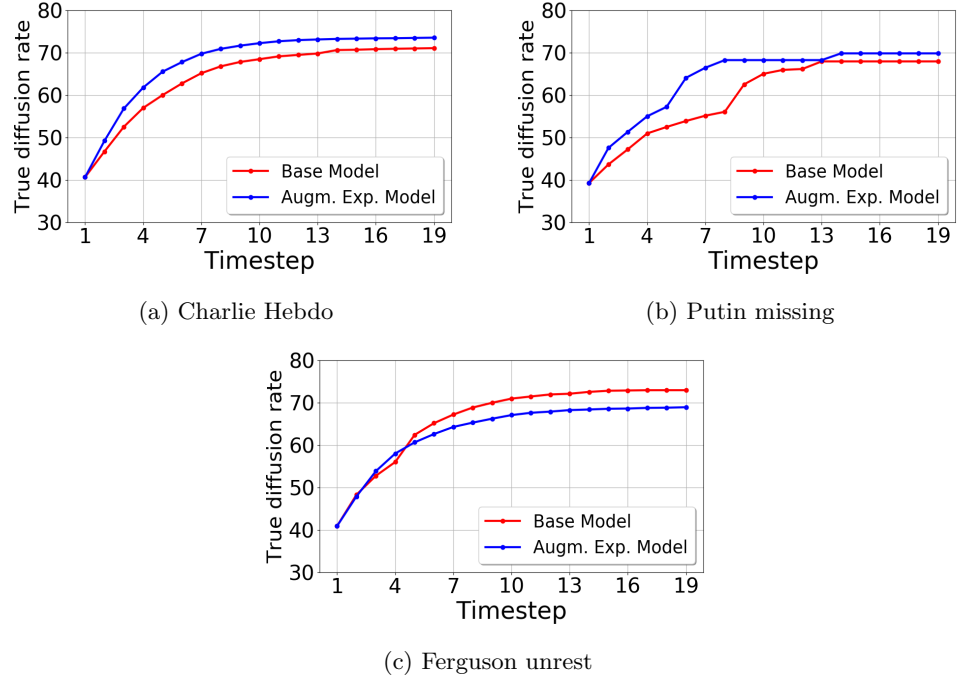 80
70
60
50
40
30
True diffusion rate
Base Model
Augm. Exp. Model
1 4 7 10 13 16 19
Timestep
(a) Charlie Hebdo
80
70
60
50
40
30
True diffusion rate
Base Model
Augm. Exp. Model
1 4 7 10 13 16 19
Timestep
(b) Putin missing
80
70
60
50
40
30
True diffusion rate
Base Model
Augm. Exp. Model
1 4 7 10 13 16 19
Timestep
(c) Ferguson unrest